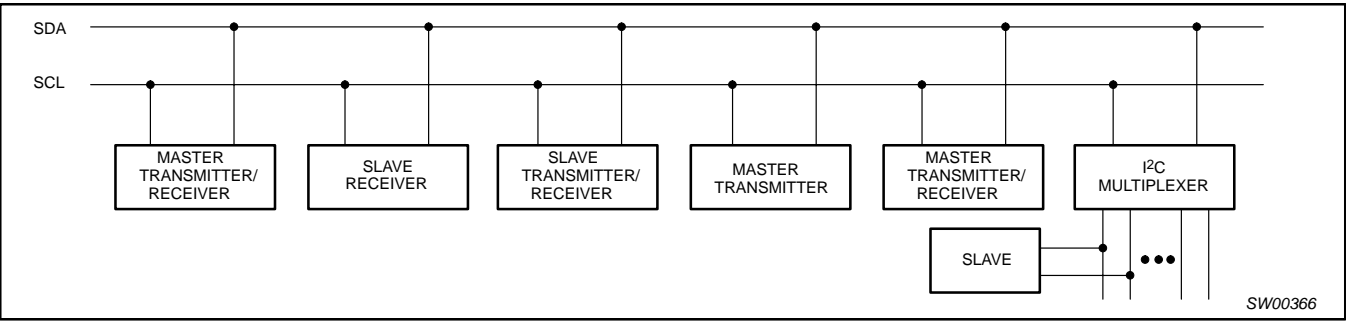 SDA
SCL
MASTER
TRANSMITTER/
RECEIVER
SLAVE
RECEIVER
SLAVE
TRANSMITTER/
RECEIVER
MASTER
TRANSMITTER
MASTER
TRANSMITTER/
RECEIVER
I²C
MULTIPLEXER
SLAVE
SW00366